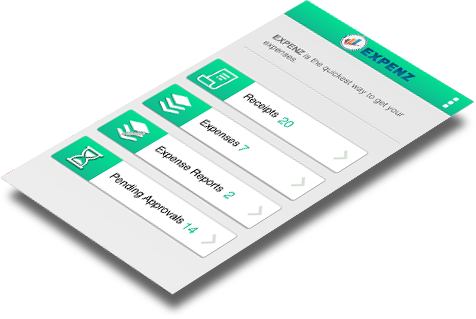 EXPENZ
EXPENZ is the quickest way to get your
expenses.
Receipts 20
Expenses 7
Expense Reports 2
Pending Approvals 14